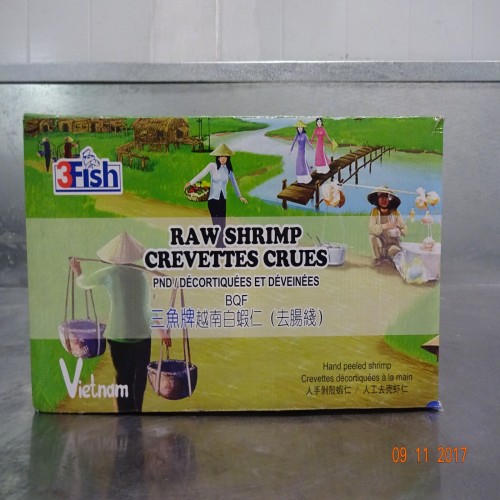 3Fish
RAW SHRIMP
CREVETTES CRUES
PND / DÉCORTIQUÉES ET DÉVEINÉES
BQF
三魚牌越南白蝦仁 (去腸綫)
Vietnam
Hand peeled shrimp
Crevettes décortiquées à la main
人手剝殼蝦仁 / 人工去壳虾仁
09 11 2017